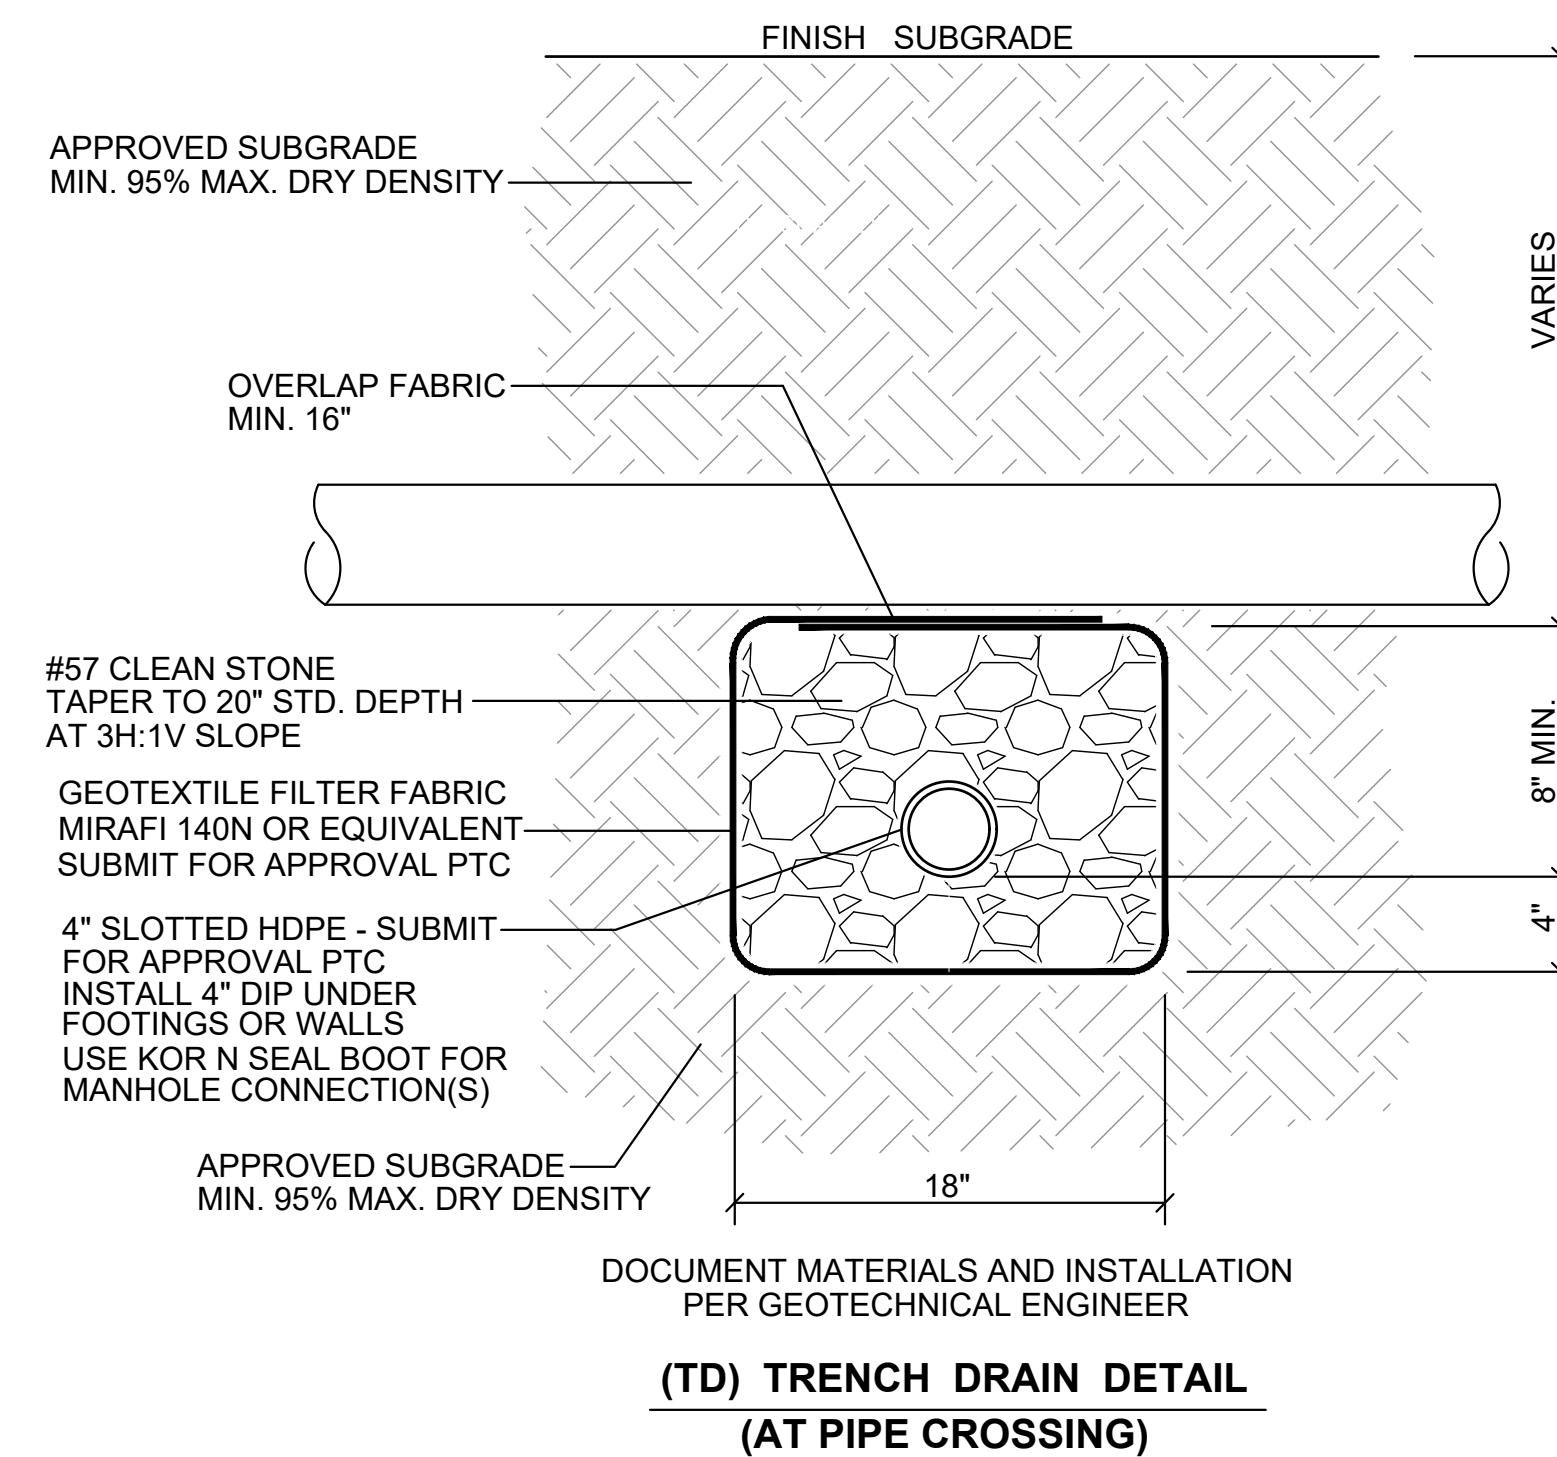 FINISH SUBGRADE
APPROVED SUBGRADE
MIN. 95% MAX. DRY DENSITY
VARIES
OVERLAP FABRIC
MIN. 16"
#57 CLEAN STONE
TAPER TO 20" STD. DEPTH
AT 3H:1V SLOPE
8" MIN.
GEOTEXTILE FILTER FABRIC
MIRAFI 140N OR EQUIVALENT
SUBMIT FOR APPROVAL PTC
4"
4" SLOTTED HDPE - SUBMIT
FOR APPROVAL PTC
INSTALL 4" DIP UNDER
FOOTINGS OR WALLS
USE KOR N SEAL BOOT FOR
MANHOLE CONNECTION(S)
APPROVED SUBGRADE
MIN. 95% MAX. DRY DENSITY
18"
DOCUMENT MATERIALS AND INSTALLATION
PER GEOTECHNICAL ENGINEER
(TD) TRENCH DRAIN DETAIL
(AT PIPE CROSSING)